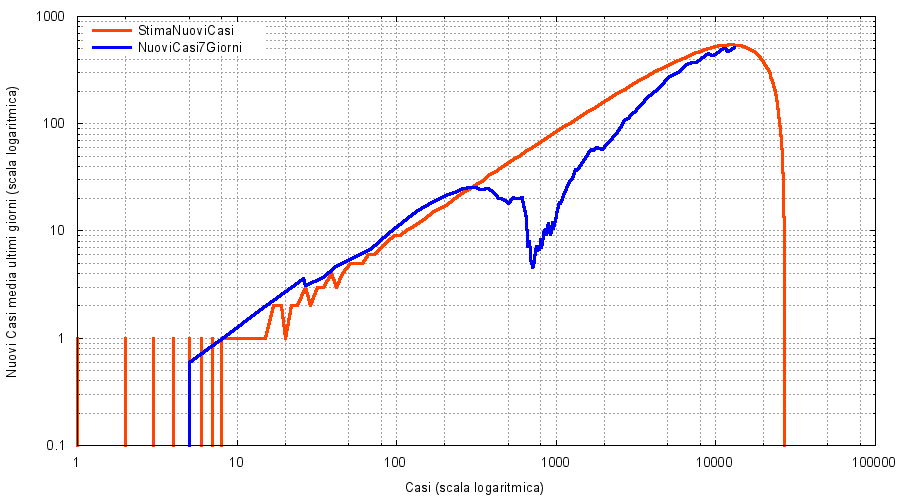 1000
100
10
1
0.1
1
10
100
1000
10000
100000
StimaNuoviCasi
NuoviCasi7Giorni
Nuovi Casi media ultimi giorni (scala logaritmica)
Casi (scala logaritmica)